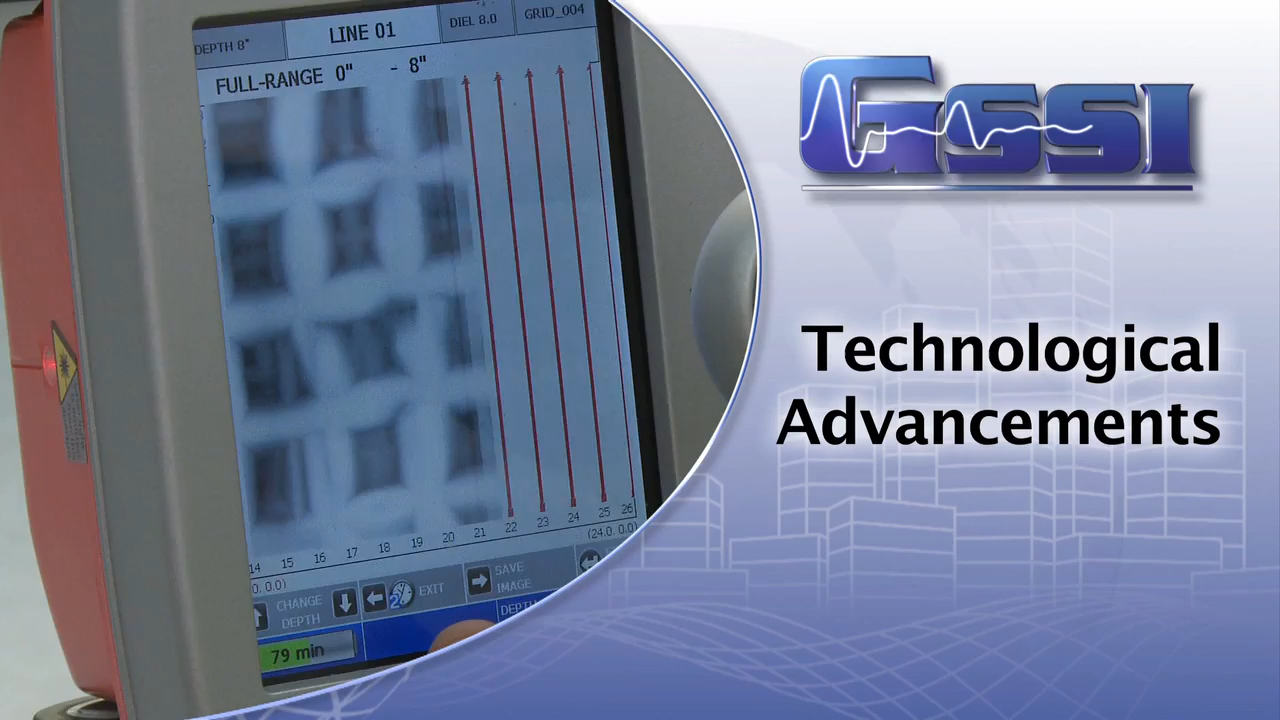 DEPTH 8"
LINE 01
DIEL 8.0
GRID_004
FULL-RANGE 0" - 8"
14 15 16 17 18 19 20 21 22 23 24 25 26
0, 0.0)
(24.0, 0.0)
CHANGE DEPTH
EXIT
SAVE IMAGE
DEPT
79 min
GSSI
Technological
Advancements